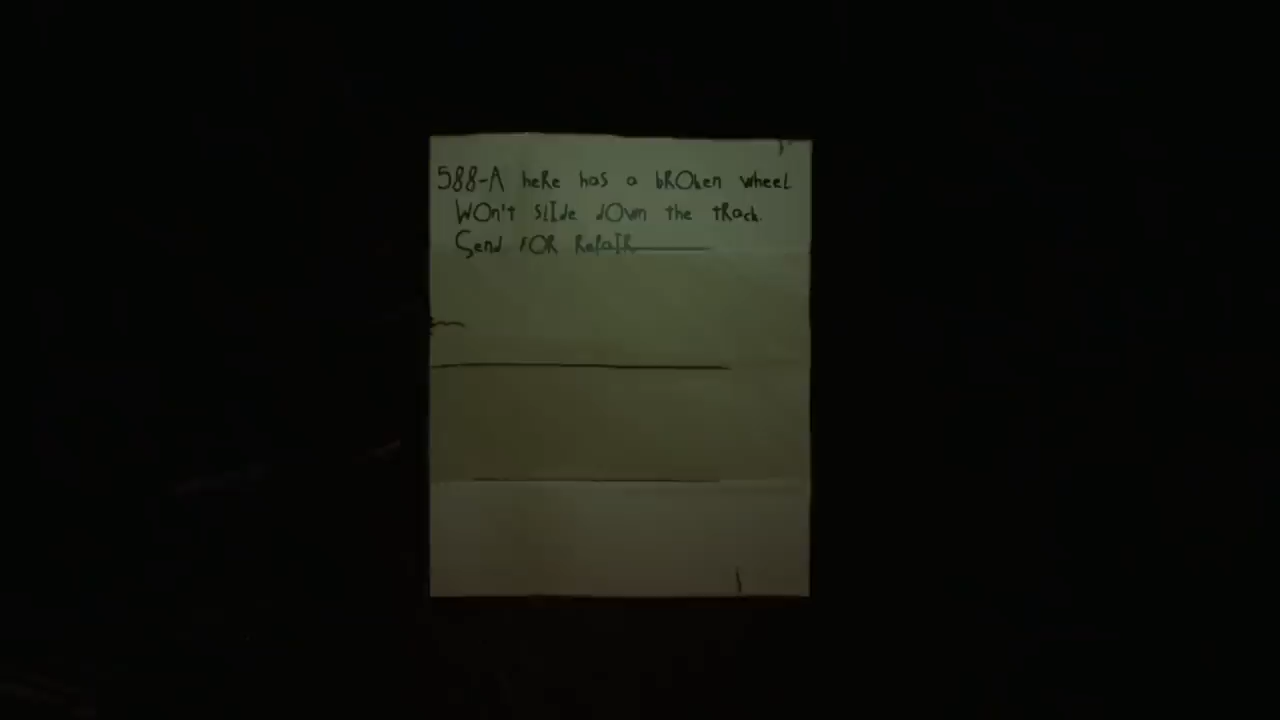 588-A heRe has a bROken wheeL
WOn't slIde dOwn the tRack.
Send FOR RepaIR